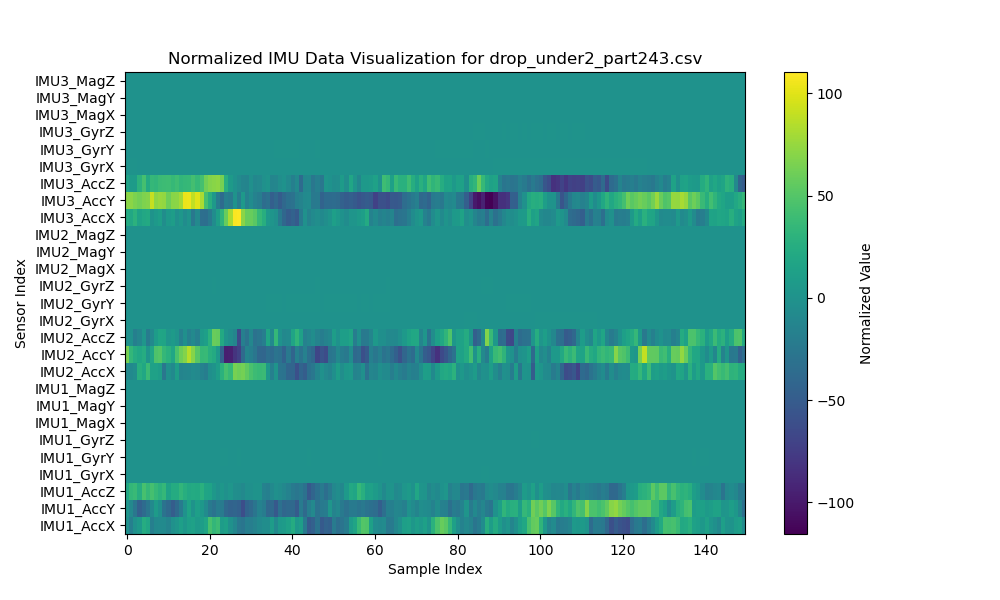 Normalized IMU Data Visualization for drop_under2_part243.csv
IMU3_MagZ
IMU3_MagY
IMU3_MagX
IMU3_GyrZ
IMU3_GyrY
IMU3_GyrX
IMU3_AccZ
IMU3_AccY
IMU3_AccX
IMU2_MagZ
IMU2_MagY
IMU2_MagX
IMU2_GyrZ
IMU2_GyrY
IMU2_GyrX
IMU2_AccZ
IMU2_AccY
IMU2_AccX
IMU1_MagZ
IMU1_MagY
IMU1_MagX
IMU1_GyrZ
IMU1_GyrY
IMU1_GyrX
IMU1_AccZ
IMU1_AccY
IMU1_AccX
Sensor Index
0 20 40 60 80 100 120 140
Sample Index
100
50
0
−50
−100
Normalized Value